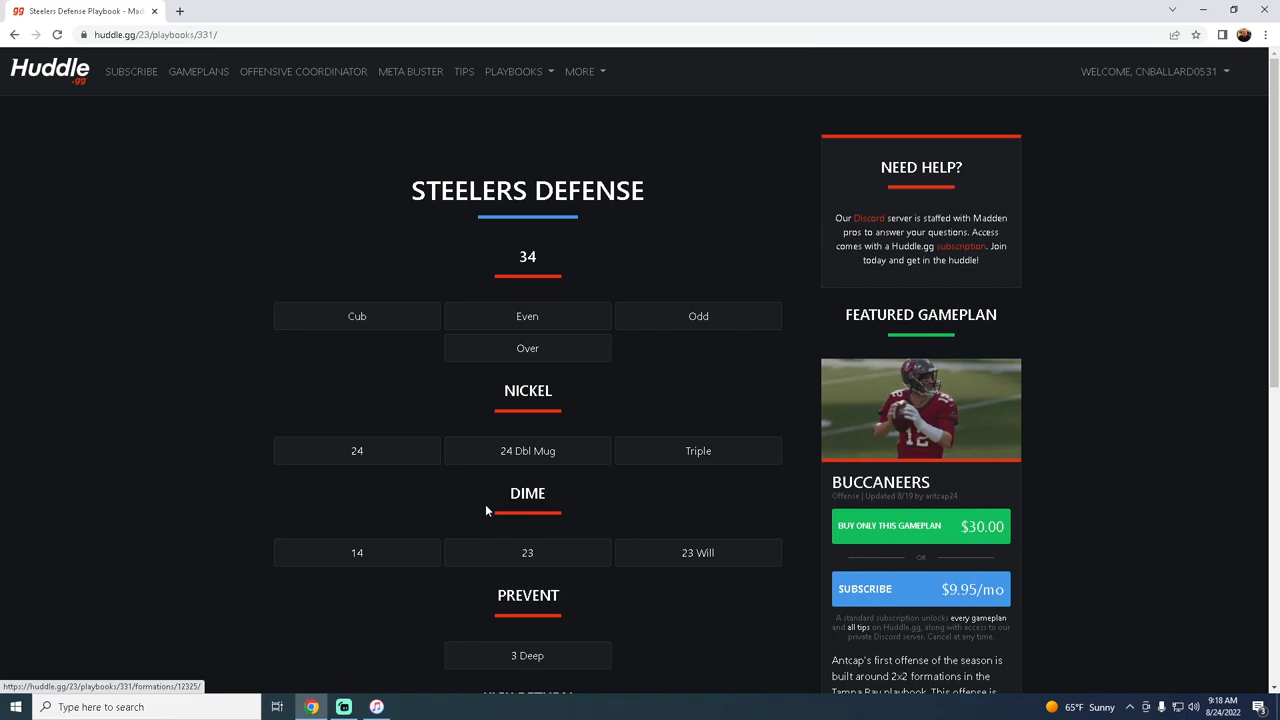 Steelers Defense Playbook - Mad
huddle.gg/23/playbooks/331/
Huddle.gg
SUBSCRIBE GAMEPLANS OFFENSIVE COORDINATOR META BUSTER TIPS PLAYBOOKS MORE WELCOME, CNBALLARD0531
STEELERS DEFENSE
34
Cub Even Odd
Over
NICKEL
24 24 Dbl Mug Triple
DIME
14 23 23 Will
PREVENT
3 Deep
NEED HELP?
Our Discord server is staffed with Madden
pros to answer your questions. Access
comes with a Huddle.gg subscription. Join
today and get in the huddle!
FEATURED GAMEPLAN
12
BUCCANEERS
Offense | Updated 8/19 by antcap24
BUY ONLY THIS GAMEPLAN $30.00
OR
SUBSCRIBE $9.95/mo
A standard subscription unlocks every gameplan
and all tips on Huddle.gg, along with access to our
private Discord server. Cancel at any time.
Antcap's first offense of the season is
built around 2x2 formations in the
Tampa Bay playbook. This offense is
https://huddle.gg/23/playbooks/331/formations/12325/
Type here to search
65°F Sunny
9:18 AM
8/24/2022
3